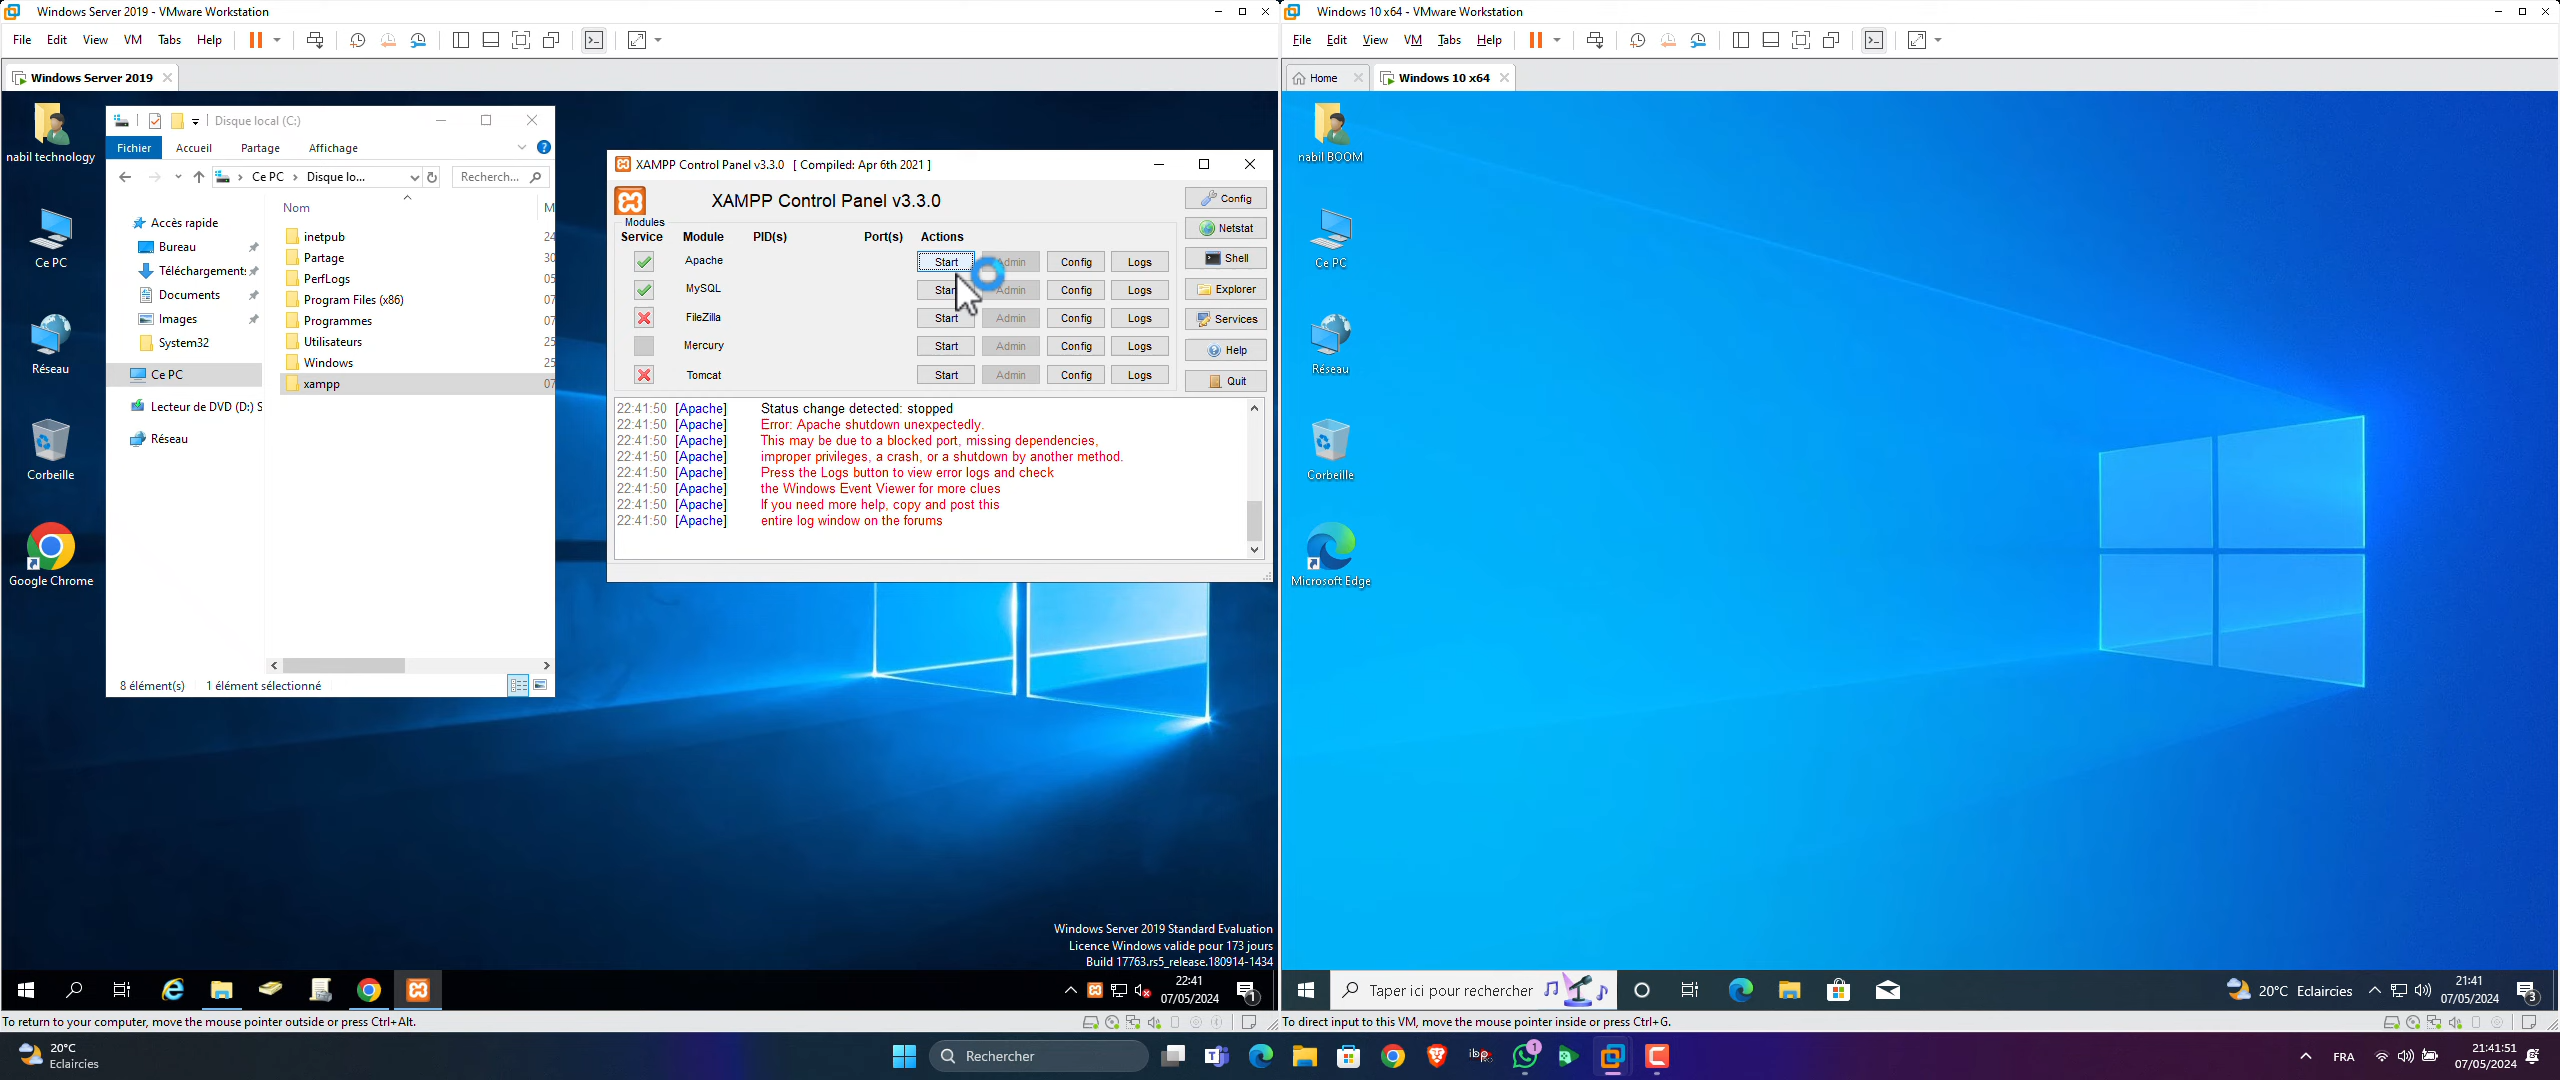 Windows Server 2019 - VMware Workstation
File Edit View VM Tabs Help
Windows Server 2019
nabil technology
Ce PC
Réseau
Corbeille
Google Chrome
Disque local (C:)
Fichier Accueil Partage Affichage
Ce PC Disque lo... Recherch...
Accès rapide
Bureau
Téléchargement:
Documents
Images
System32
Ce PC
Lecteur de DVD (D:) S
Réseau
Nom M
inetpub 24
Partage 30
PerfLogs 05
Program Files (x86) 07
Programmes 07
Utilisateurs 25
Windows 25
xampp 07
8 élément(s) 1 élément sélectionné
XAMPP Control Panel v3.3.0 [ Compiled: Apr 6th 2021 ]
XAMPP Control Panel v3.3.0
Modules
Service Module PID(s) Port(s) Actions
Apache Start Admin Config Logs
MySQL Start Admin Config Logs
FileZilla Start Admin Config Logs
Mercury Start Admin Config Logs
Tomcat Start Admin Config Logs
Config
Netstat
Shell
Explorer
Services
Help
Quit
22:41:50 [Apache] Status change detected: stopped
22:41:50 [Apache] Error: Apache shutdown unexpectedly.
22:41:50 [Apache] This may be due to a blocked port, missing dependencies,
22:41:50 [Apache] improper privileges, a crash, or a shutdown by another method.
22:41:50 [Apache] Press the Logs button to view error logs and check
22:41:50 [Apache] the Windows Event Viewer for more clues
22:41:50 [Apache] If you need more help, copy and post this
22:41:50 [Apache] entire log window on the forums
Windows Server 2019 Standard Evaluation
Licence Windows valide pour 173 jours
Build 17763.rs5_release.180914-1434
22:41
07/05/2024
1
To return to your computer, move the mouse pointer outside or press Ctrl+Alt.
Windows 10 x64 - VMware Workstation
File Edit View VM Tabs Help
Home Windows 10 x64
nabil BOOM
Ce PC
Réseau
Corbeille
Microsoft Edge
Taper ici pour rechercher
20°C Eclaircies
21:41
07/05/2024
3
To direct input to this VM, move the mouse pointer inside or press Ctrl+G.
20°C
Eclaircies
Rechercher
ibp
1
FRA
21:41:51
07/05/2024